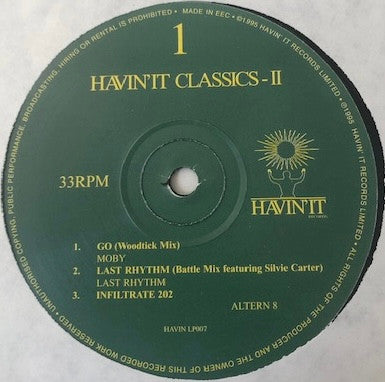 1
HAVIN'IT CLASSICS - II
33RPM
HAVIN'IT
1. GO (Woodtick Mix)
MOBY
2. LAST RHYTHM (Battle Mix featuring Silvie Carter)
LAST RHYTHM
3. INFILTRATE 202
ALTERN 8
HAVIN LP007
UNAUTHORISED COPYING, PUBLIC PERFORMANCE, BROADCASTING, HIRING OR RENTAL IS PROHIBITED • MADE IN EEC • ©1995 HAVIN' IT RECORDS LIMITED • ℗1995 HAVIN' IT RECORDS LIMITED • ALL RIGHTS OF THE PRODUCER AND THE OWNER OF THIS RECORDED WORK RESERVED •